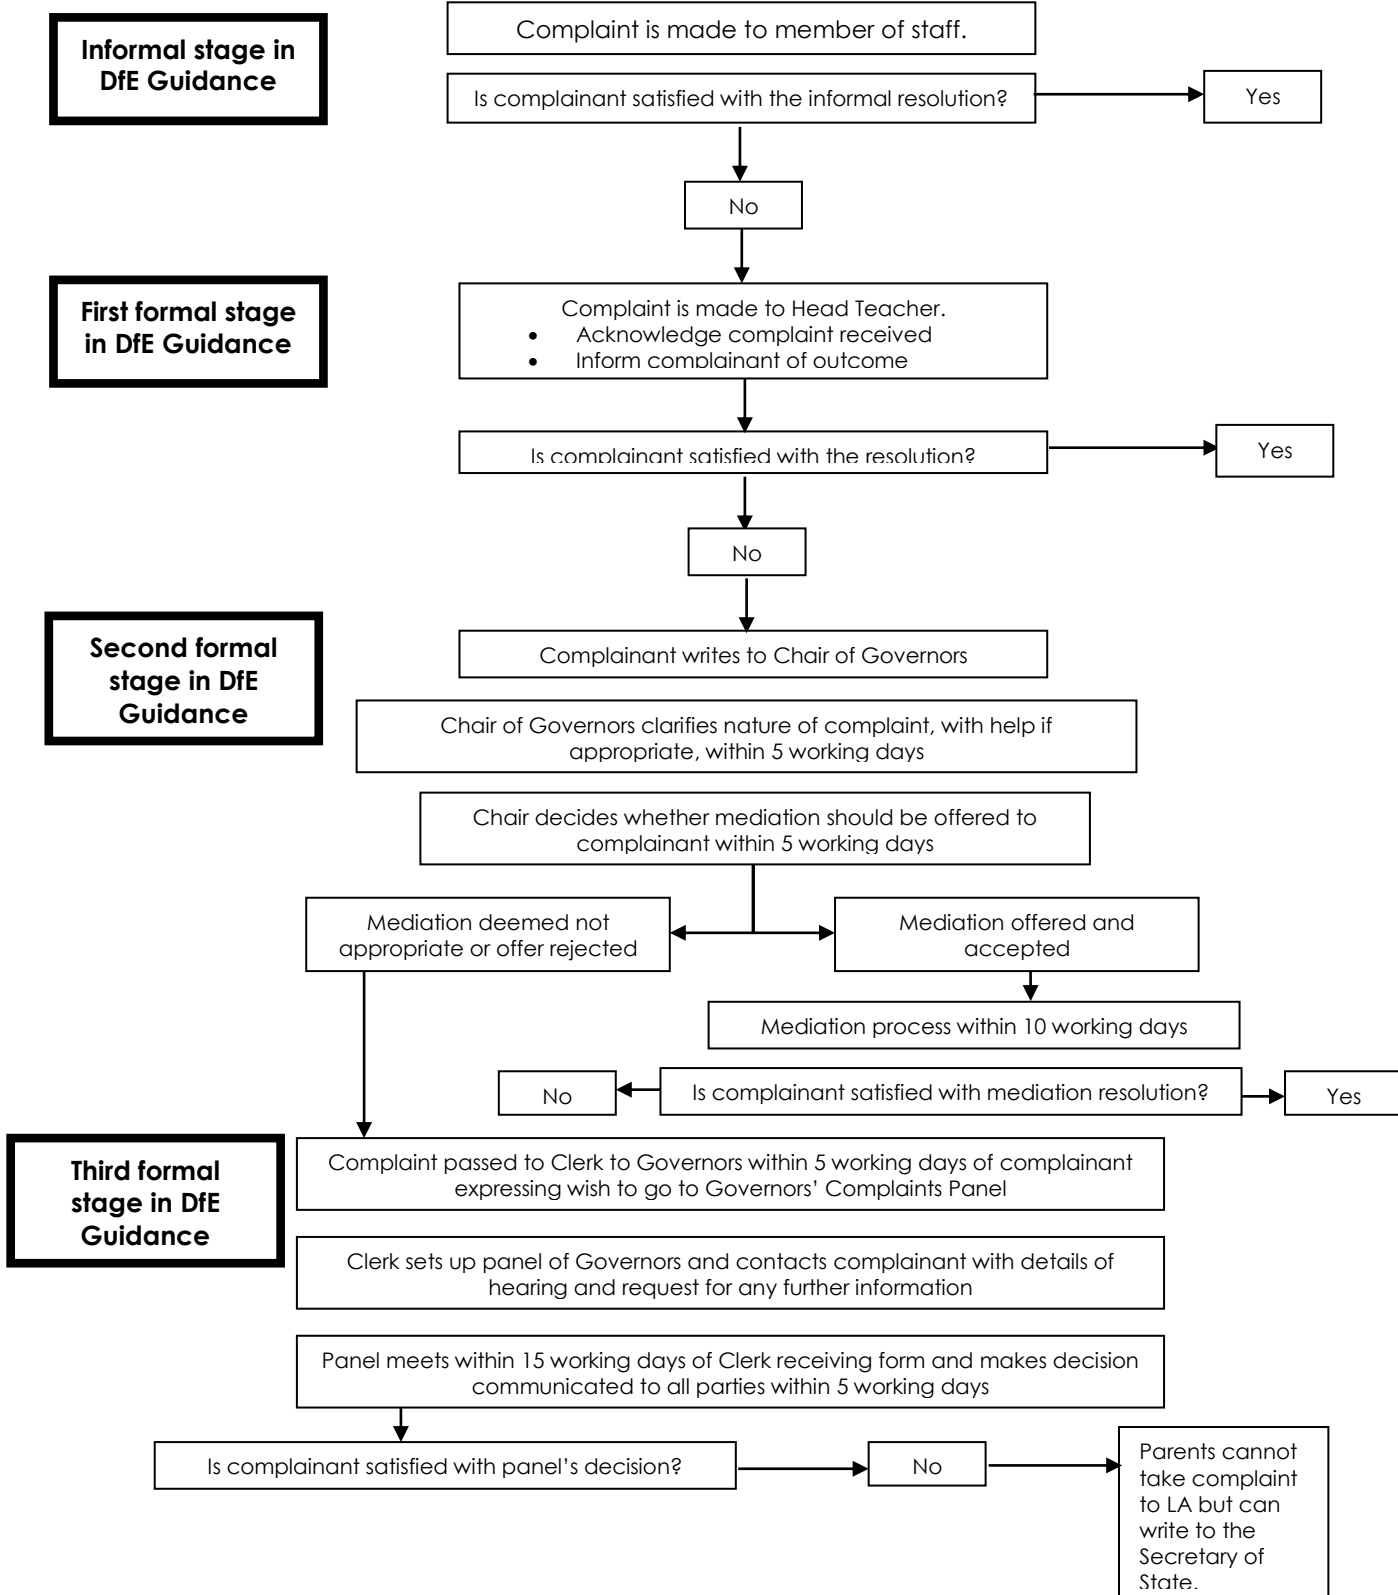 Informal stage in
DfE Guidance
Complaint is made to member of staff.
Is complainant satisfied with the informal resolution?
Yes
No
First formal stage
in DfE Guidance
Complaint is made to Head Teacher.
• Acknowledge complaint received
• Inform complainant of outcome
Is complainant satisfied with the resolution?
Yes
No
Second formal
stage in DfE
Guidance
Complainant writes to Chair of Governors
Chair of Governors clarifies nature of complaint, with help if
appropriate, within 5 working days
Chair decides whether mediation should be offered to
complainant within 5 working days
Mediation deemed not
appropriate or offer rejected
Mediation offered and
accepted
Mediation process within 10 working days
No
Is complainant satisfied with mediation resolution?
Yes
Third formal
stage in DfE
Guidance
Complaint passed to Clerk to Governors within 5 working days of complainant
expressing wish to go to Governors' Complaints Panel
Clerk sets up panel of Governors and contacts complainant with details of
hearing and request for any further information
Panel meets within 15 working days of Clerk receiving form and makes decision
communicated to all parties within 5 working days
Is complainant satisfied with panel's decision?
No
Parents cannot
take complaint
to LA but can
write to the
Secretary of
State.